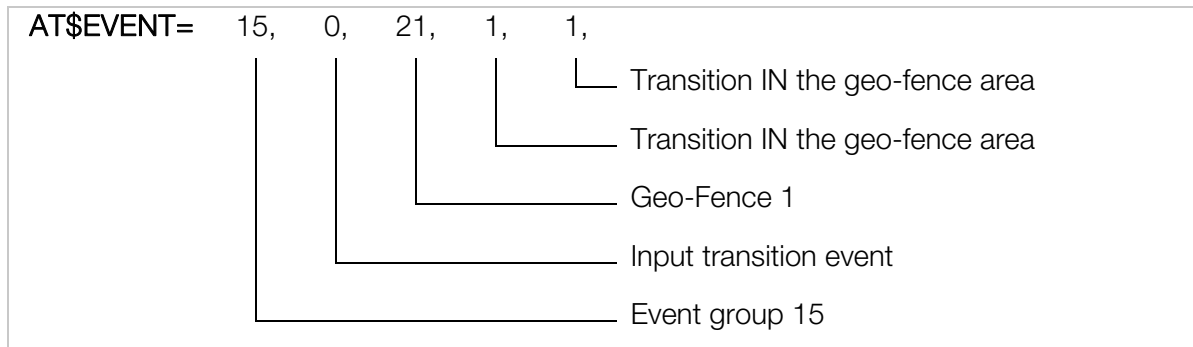 AT$EVENT= 15, 0, 21, 1, 1,
Transition IN the geo-fence area
Transition IN the geo-fence area
Geo-Fence 1
Input transition event
Event group 15